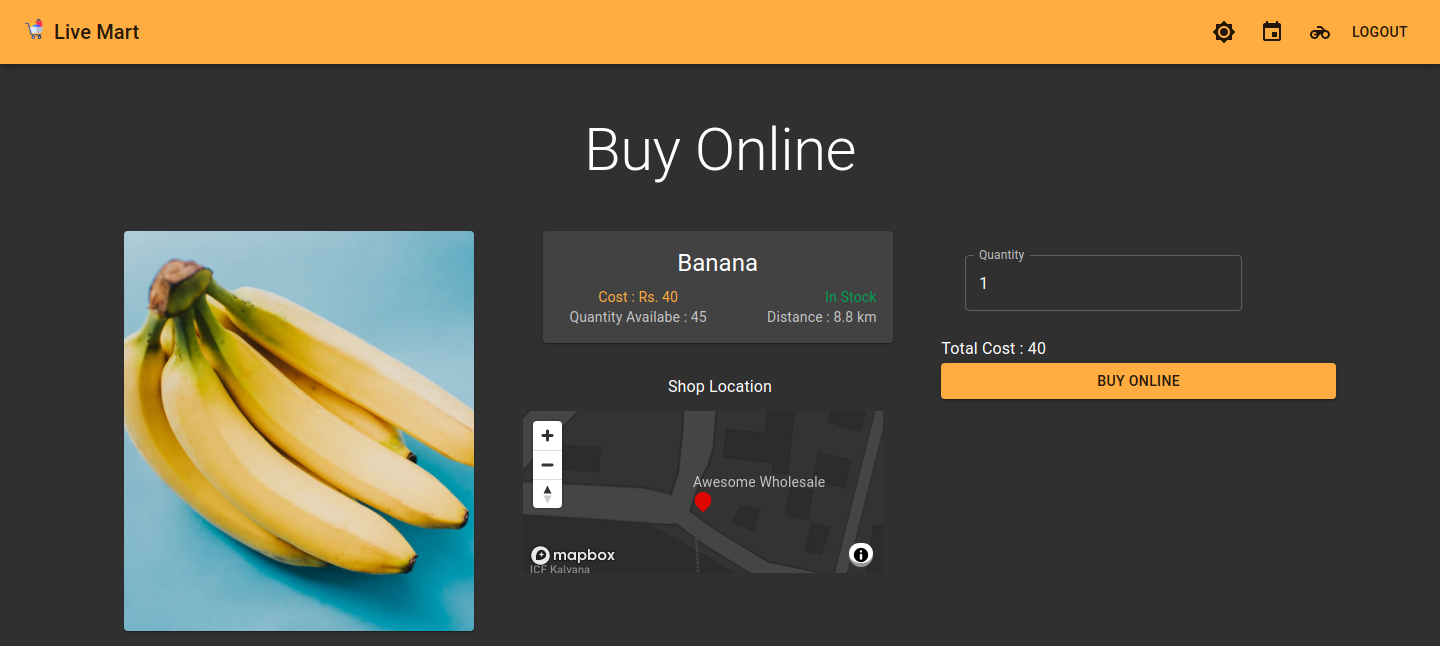 Live Mart
LOGOUT
Buy Online
Banana
Cost : Rs. 40
In Stock
Quantity Availabe : 45
Distance : 8.8 km
Shop Location
Awesome Wholesale
mapbox
ICF Kalyana
Quantity
1
Total Cost : 40
BUY ONLINE